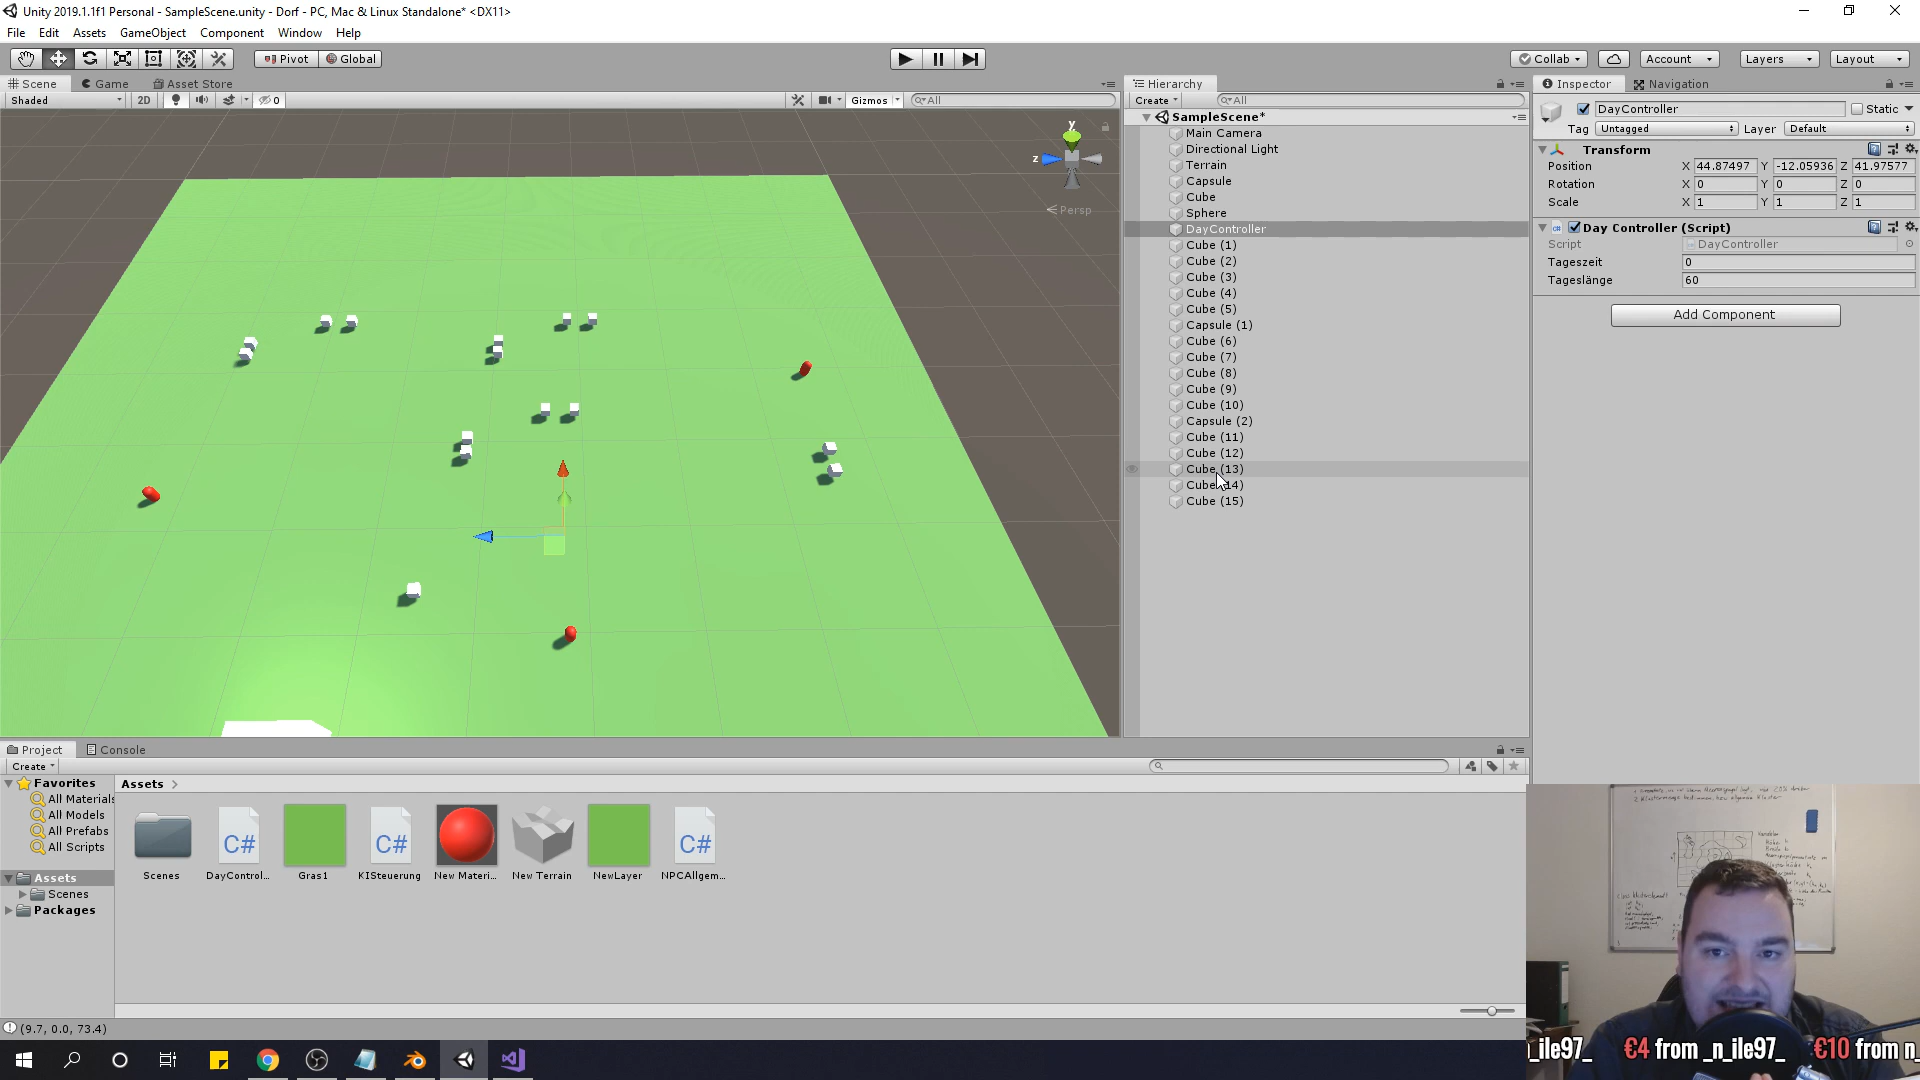 Unity 2019.1.1f1 Personal - SampleScene.unity - Dorf - PC, Mac & Linux Standalone* <DX11>
File Edit Assets GameObject Component Window Help
Pivot Global Collab Account Layers Layout
Scene Game Asset Store
Shaded 2D 0 Gizmos All
y
z
Persp
Hierarchy
Create All
SampleScene*
Main Camera
Directional Light
Terrain
Capsule
Cube
Sphere
DayController
Cube (1)
Cube (2)
Cube (3)
Cube (4)
Cube (5)
Capsule (1)
Cube (6)
Cube (7)
Cube (8)
Cube (9)
Cube (10)
Capsule (2)
Cube (11)
Cube (12)
Cube (13)
Cube (14)
Cube (15)
Inspector Navigation
DayController Static
Tag Untagged Layer Default
Transform
Position X 44.87497 Y -12.05936 Z 41.97577
Rotation X 0 Y 0 Z 0
Scale X 1 Y 1 Z 1
Day Controller (Script)
Script DayController
Tageszeit 0
Tageslänge 60
Add Component
Project Console
Create
Favorites
All Materials
All Models
All Prefabs
All Scripts
Assets
Scenes
Packages
Assets
C# C# C#
Scenes DayControl... Gras1 KISteuerung New Materi... New Terrain NewLayer NPCAllgem...
(9.7, 0.0, 73.4)
_ile97_ €4 from _n_ile97_ €10 from n_